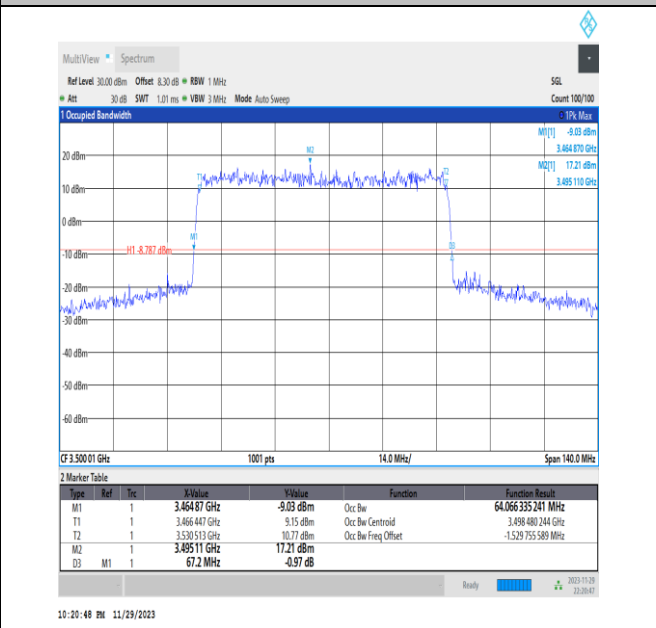 MultiView Spectrum
Ref Level 30.00 dBm Offset 8.30 dB RBW 1 MHz SGL
Att 30 dB SWT 1.01 ms VBW 3 MHz Mode Auto Sweep Count 100/100
1 Occupied Bandwidth 1Pk Max
M1[1] -9.03 dBm
3.464 870 GHz
M2[1] 17.21 dBm
3.495 110 GHz
M2
20 dBm
T1 T2
10 dBm
0 dBm
M1 D3
H1 -8.787 dBm
-10 dBm
-20 dBm
-30 dBm
-40 dBm
-50 dBm
-60 dBm
CF 3.500 01 GHz 1001 pts 14.0 MHz/ Span 140.0 MHz
2 Marker Table
Type Ref Trc X-Value Y-Value Function Function Result
M1 1 3.46487 GHz -9.03 dBm Occ Bw 64.066 335 241 MHz
T1 1 3.466 447 GHz 9.15 dBm Occ Bw Centroid 3.498 480 244 GHz
T2 1 3.530 513 GHz 10.77 dBm Occ Bw Freq Offset -1.529 755 589 MHz
M2 1 3.49511 GHz 17.21 dBm
D3 M1 1 67.2 MHz -0.97 dB
Ready 2023-11-29
22:20:47
10:20:48 PM 11/29/2023